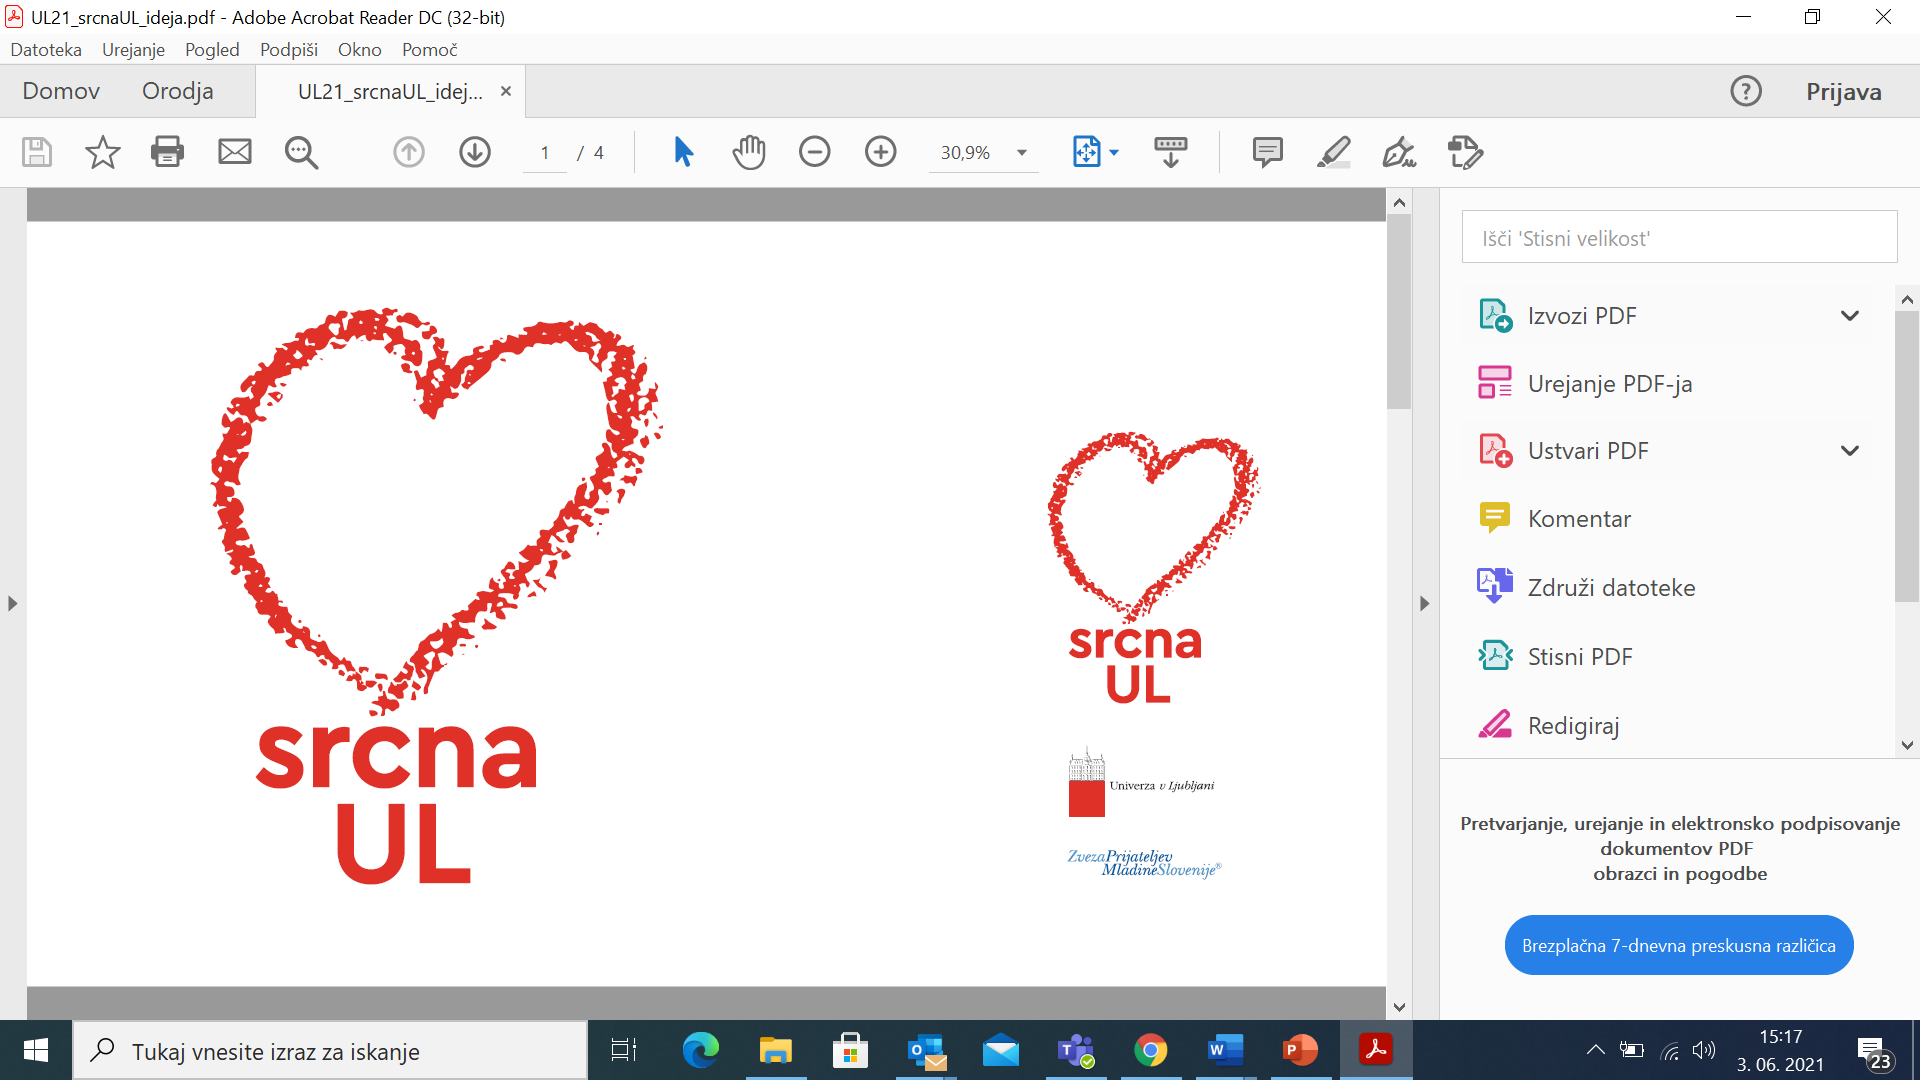 UL21_srcnaUL_ideja.pdf - Adobe Acrobat Reader DC (32-bit)
Datoteka Urejanje Pogled Podpiši Okno Pomoč
Domov Orodja UL21_srcnaUL_idej... × ? Prijava
1 / 4 30,9%
Išči 'Stisni velikost'
Izvozi PDF
Urejanje PDF-ja
Ustvari PDF
Komentar
Združi datoteke
Stisni PDF
Redigiraj
srcna
UL
srcna
UL
Univerza v Ljubljani
ZvezaPrijateljev
MladineSlovenije®
Pretvarjanje, urejanje in elektronsko podpisovanje
dokumentov PDF
obrazci in pogodbe
Brezplačna 7-dnevna preskusna različica
Tukaj vnesite izraz za iskanje
15:17
3. 06. 2021
23